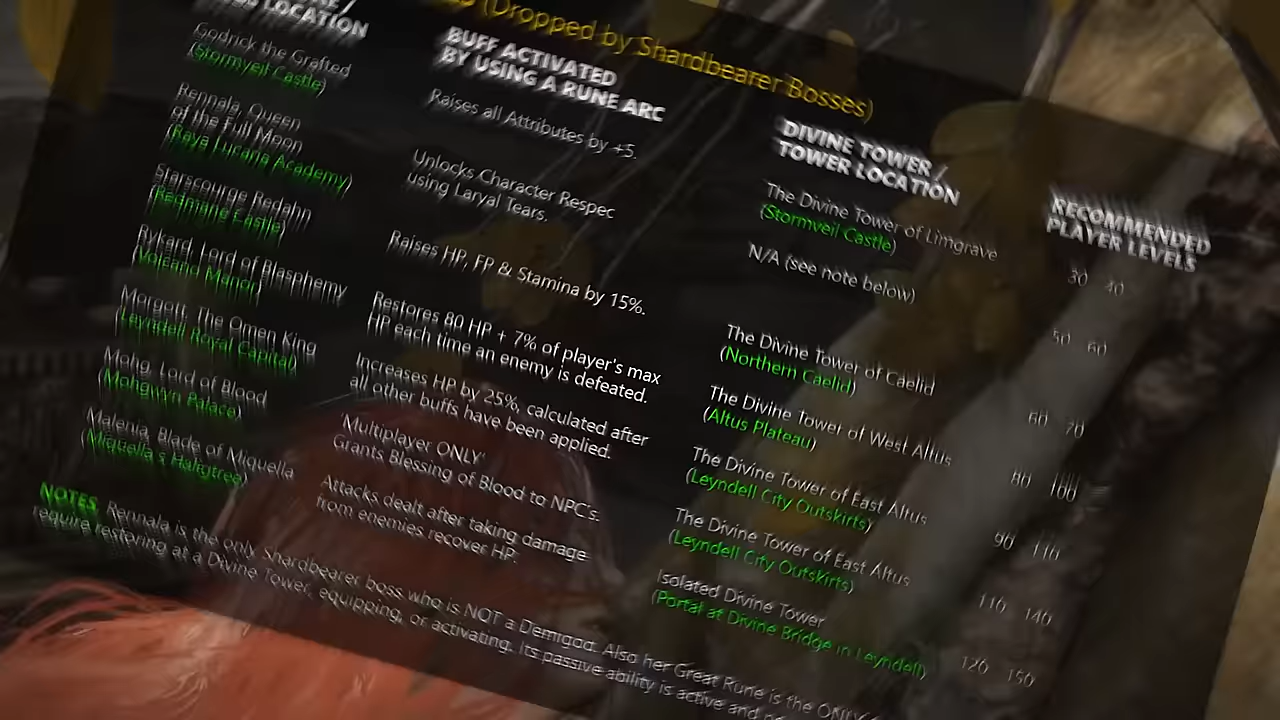 (Dropped by Shardbearer Bosses)
LOCATION
Godrick the Grafted
(Stormveil Castle)
Rennala, Queen
of the Full Moon
(Raya Lucaria Academy)
Starscourge Redahn
(Redmane Castle)
Rykard, Lord of Blasphemy
(Volcano Manor)
Morgott, The Omen King
(Leyndell Royal Capital)
Mohg, Lord of Blood
(Mohgwyn Palace)
Malenia, Blade of Miquella
(Miquella's Haligtree)
BUFF ACTIVATED
BY USING A RUNE ARC
Raises all Attributes by +5.
Unlocks Character Respec
using Laryal Tears.
Raises HP, FP & Stamina by 15%.
Restores 80 HP + 7% of player's max
HP each time an enemy is defeated.
Increases HP by 25%, calculated after
all other buffs have been applied.
'Multiplayer ONLY'
Grants Blessing of Blood to NPC's.
Attacks dealt after taking damage
from enemies recover HP.
DIVINE TOWER /
TOWER LOCATION
The Divine Tower of Limgrave
(Stormveil Castle)
N/A (see note below)
The Divine Tower of Caelid
(Northern Caelid)
The Divine Tower of West Altus
(Altus Plateau)
The Divine Tower of East Altus
(Leyndell City Outskirts)
The Divine Tower of East Altus
(Leyndell City Outskirts)
Isolated Divine Tower
(Portal at Divine Bridge in Leyndell)
RECOMMENDED
PLAYER LEVELS
30 40
50 60
60 70
80 100
90 110
110 140
120 150
NOTES Rennala is the only Shardbearer boss who is NOT a Demigod. Also her Great Rune is the ONLY
require restoring at a Divine Tower, equipping, or activating. Its passive ability is active and